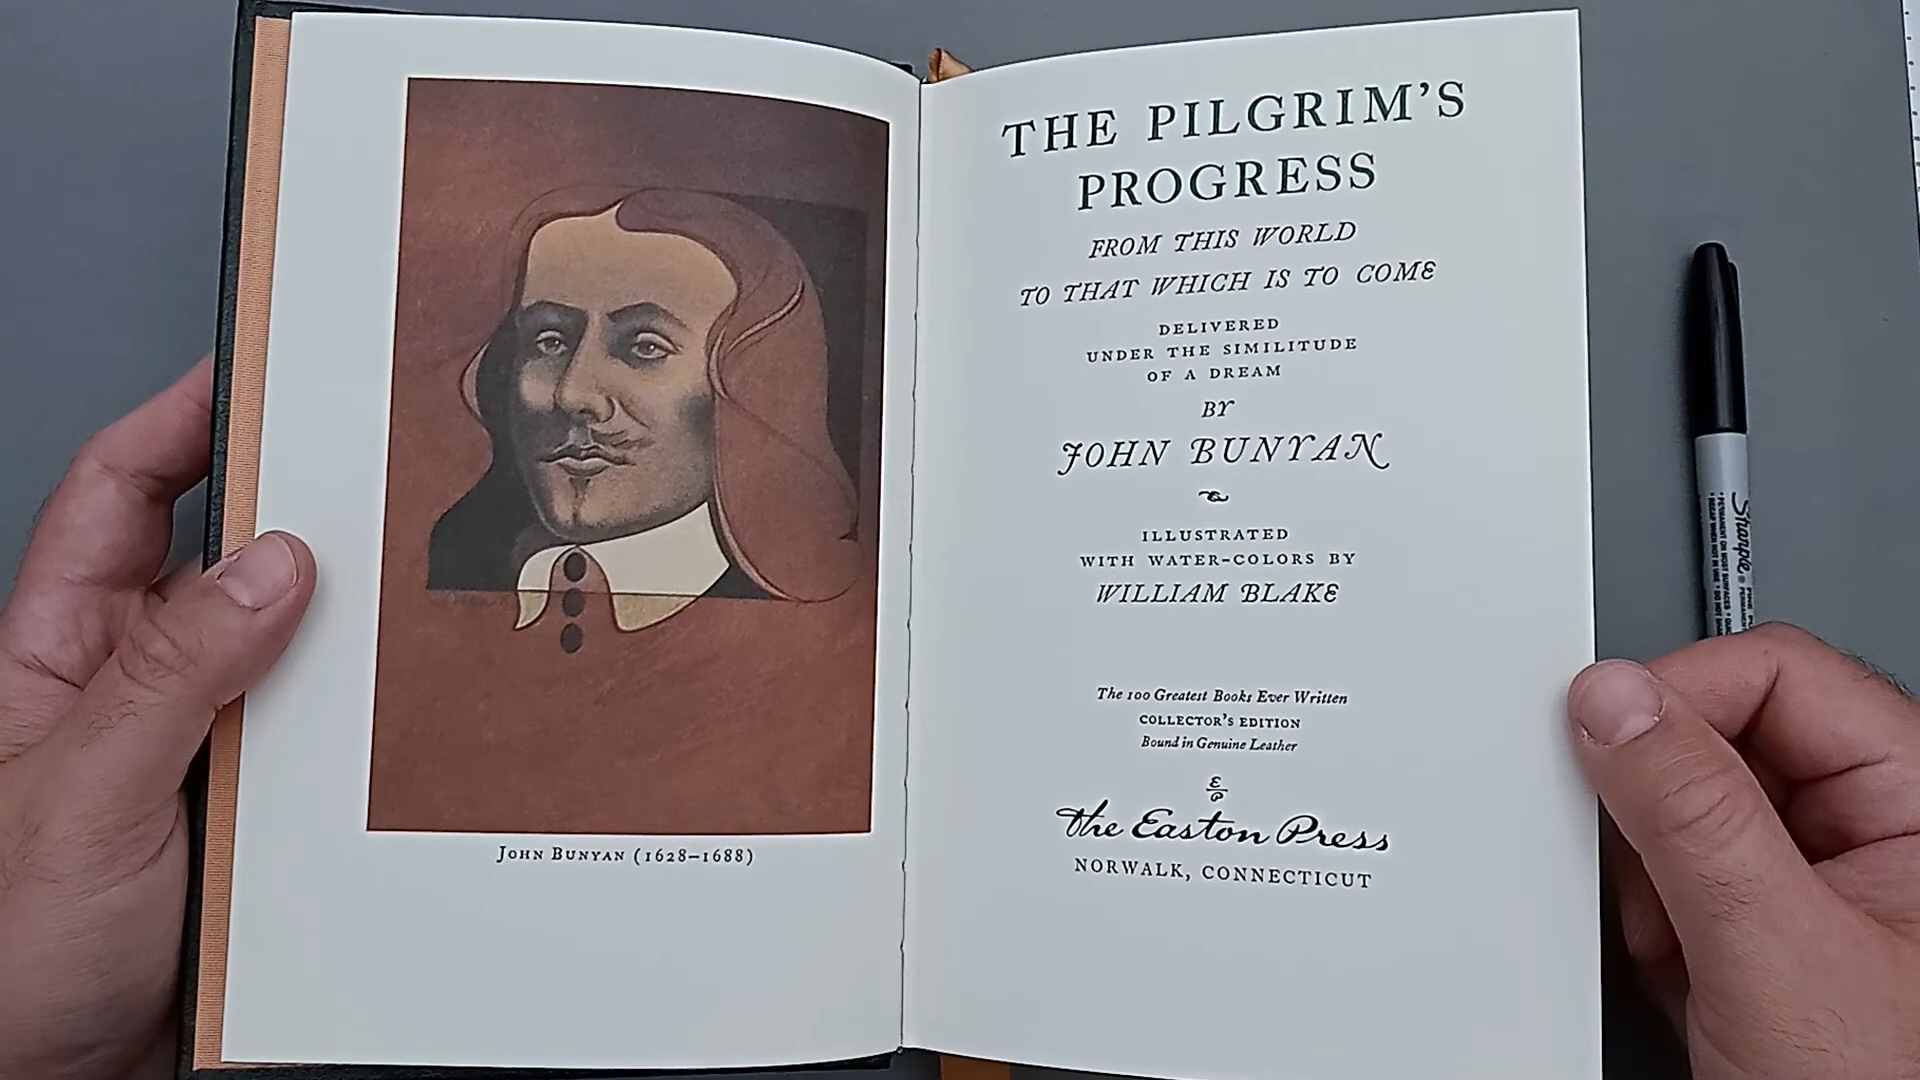 JOHN BUNYAN (1628–1688)
THE PILGRIM'S
PROGRESS
FROM THIS WORLD
TO THAT WHICH IS TO COME
DELIVERED
UNDER THE SIMILITUDE
OF A DREAM
BY
JOHN BUNYAN
ILLUSTRATED
WITH WATER-COLORS BY
WILLIAM BLAKE
The 100 Greatest Books Ever Written
COLLECTOR'S EDITION
Bound in Genuine Leather
E
P
The Easton Press
NORWALK, CONNECTICUT
Sharpie